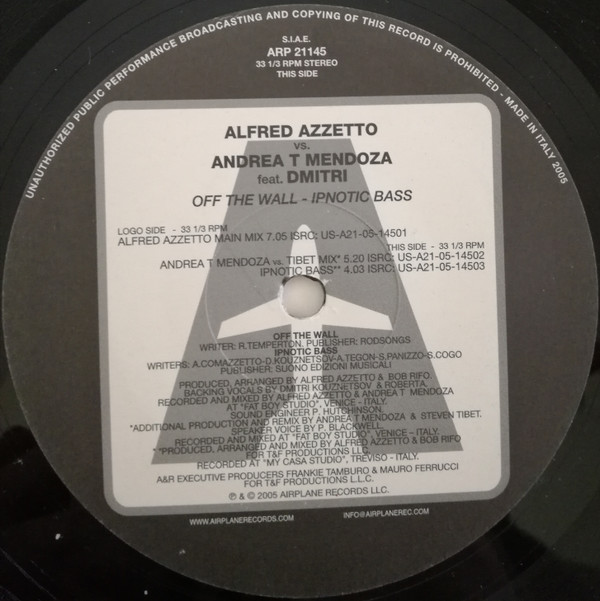 UNAUTHORIZED PUBLIC PERFORMANCE BROADCASTING AND COPYING OF THIS RECORD IS PROHIBITED - MADE IN ITALY 2005
S.I.A.E.
ARP 21145
33 1/3 RPM STEREO
THIS SIDE
ALFRED AZZETTO
vs.
ANDREA T MENDOZA
feat. DMITRI
OFF THE WALL - IPNOTIC BASS
LOGO SIDE - 33 1/3 RPM
ALFRED AZZETTO MAIN MIX 7.05 ISRC: US-A21-05-14501
THIS SIDE - 33 1/3 RPM
ANDREA T MENDOZA vs. TIBET MIX* 5.20 ISRC: US-A21-05-14502
IPNOTIC BASS** 4.03 ISRC: US-A21-05-14503
OFF THE WALL
WRITER: R.TEMPERTON. PUBLISHER: RODSONGS
IPNOTIC BASS
WRITERS: A.COMAZZETTO-D.KOUZNETSOV-A.TEGON-S.PANIZZO-S.COGO
PUBLISHER: SUONO EDIZIONI MUSICALI
PRODUCED, ARRANGED BY ALFRED AZZETTO & BOB RIFO.
BACKING VOCALS BY DMITRI KOUZNETSOV & ROBERTA.
RECORDED AND MIXED BY ALFRED AZZETTO & ANDREA T MENDOZA
AT "FAT BOY STUDIO", VENICE - ITALY.
SOUND ENGINEER P. HUTCHINSON.
*ADDITIONAL PRODUCTION AND REMIX BY ANDREA T MENDOZA & STEVEN TIBET.
SPEAKER VOICE BY P. BLACKWELL.
RECORDED AND MIXED AT "FAT BOY STUDIO", VENICE - ITALY.
**PRODUCED, ARRANGED AND MIXED BY ALFRED AZZETTO & BOB RIFO
FOR T&F PRODUCTIONS LLC.
RECORDED AT "MY CASA STUDIO", TREVISO - ITALY.
A&R EXECUTIVE PRODUCERS FRANKIE TAMBURO & MAURO FERRUCCI
FOR T&F PRODUCTIONS L.L.C.
℗ & © 2005 AIRPLANE RECORDS LLC.
WWW.AIRPLANERECORDS.COM
INFO@AIRPLANEREC.COM